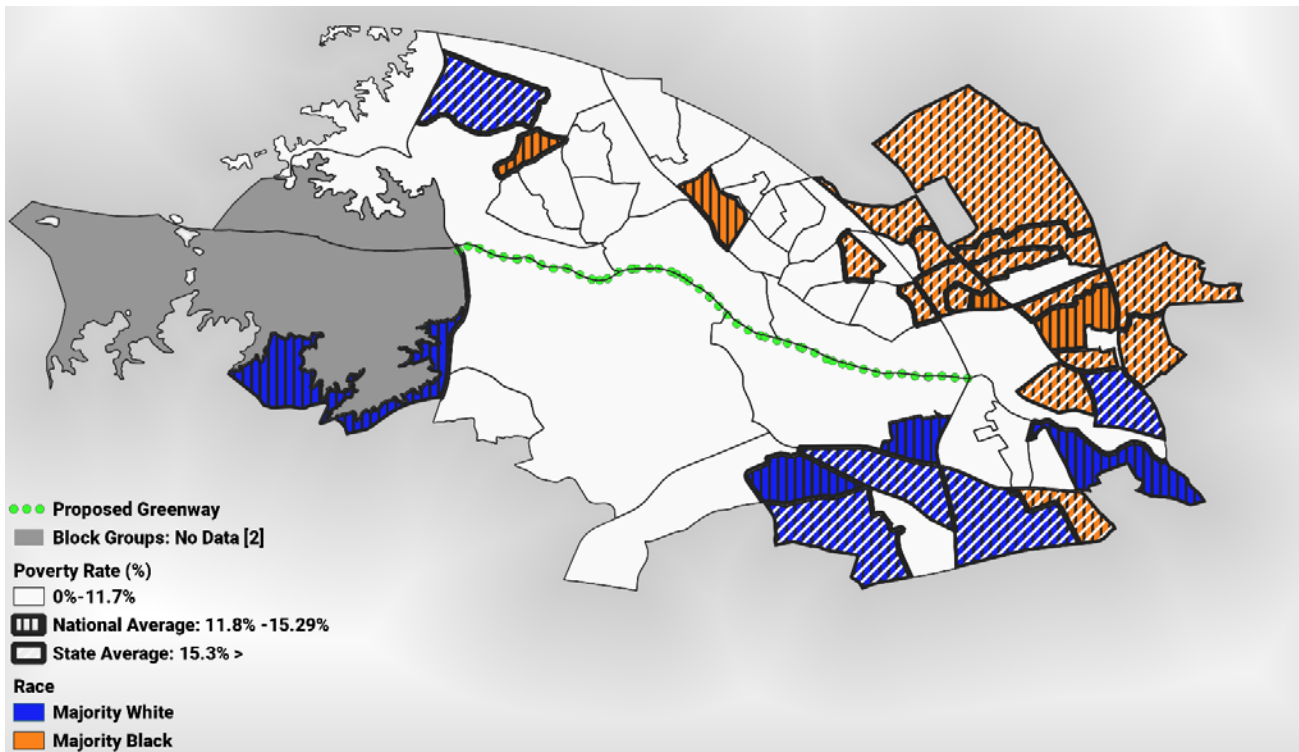 Proposed Greenway
Block Groups: No Data [2]
Poverty Rate (%)
0%-11.7%
National Average: 11.8% -15.29%
State Average: 15.3% >
Race
Majority White
Majority Black